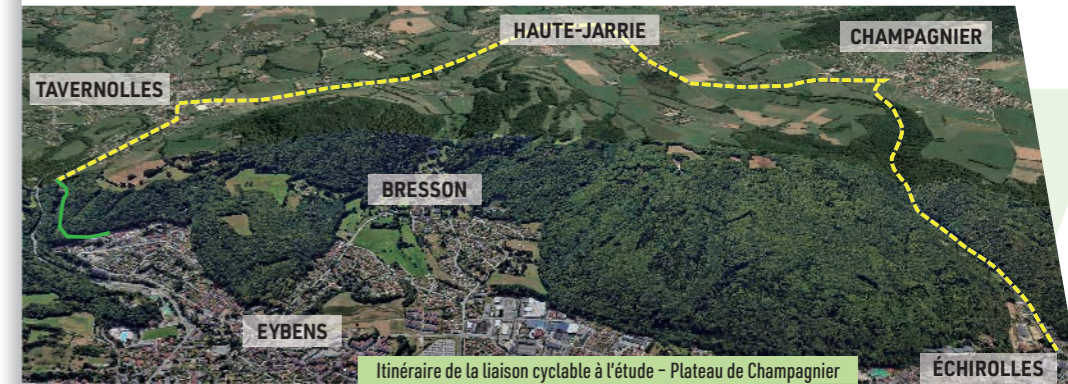 HAUTE-JARRIE
CHAMPAGNIER
TAVERNOLLES
BRESSON
EYBENS
Itinéraire de la liaison cyclable à l'étude – Plateau de Champagnier
ÉCHIROLLES